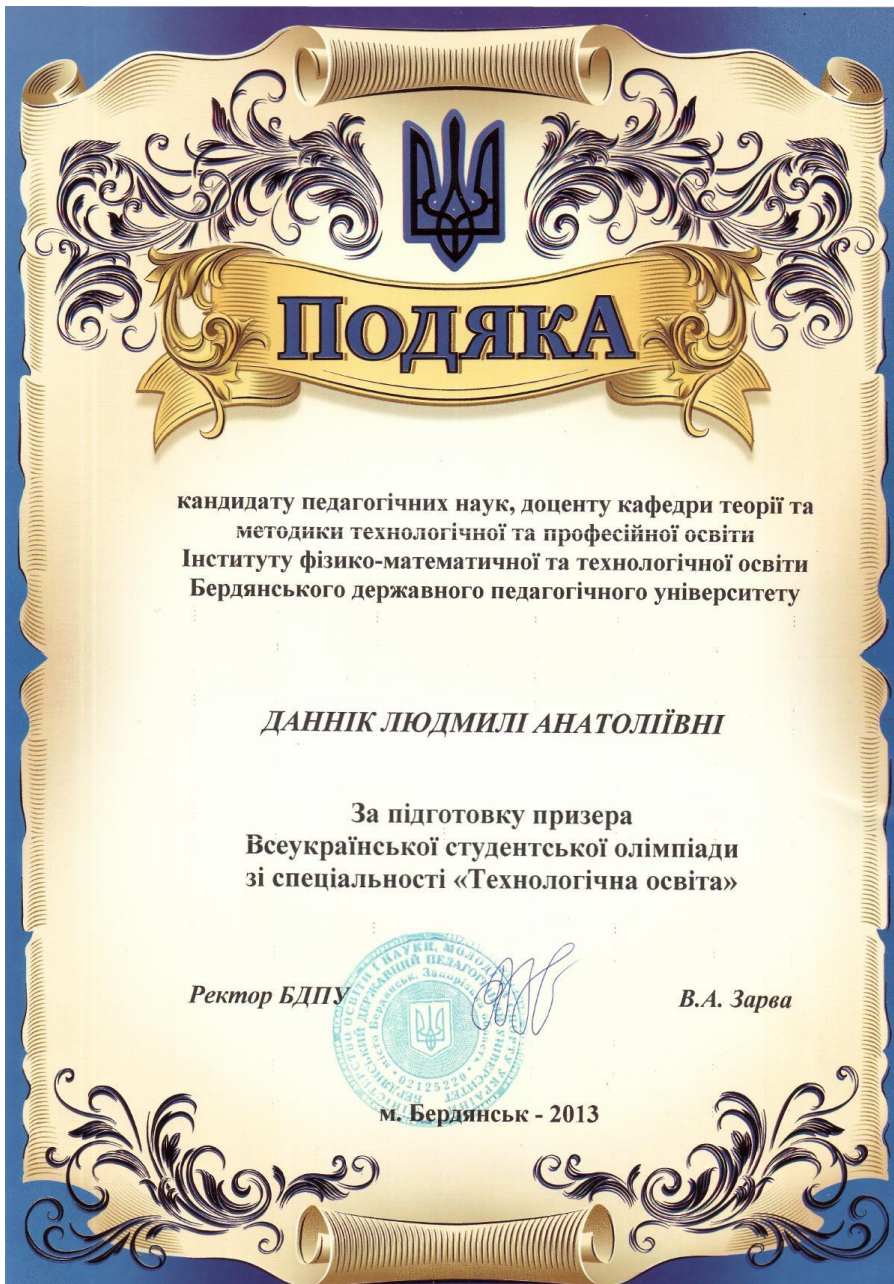 ПОДЯКА
кандидату педагогічних наук, доценту кафедри теорії та
методики технологічної та професійної освіти
Інституту фізико-математичної та технологічної освіти
Бердянського державного педагогічного університету
ДАННІК ЛЮДМИЛІ АНАТОЛІЇВНІ
За підготовку призера
Всеукраїнської студентської олімпіади
зі спеціальності «Технологічна освіта»
Ректор БДПУ
В.А. Зарва
02125220
м. Бердянськ - 2013